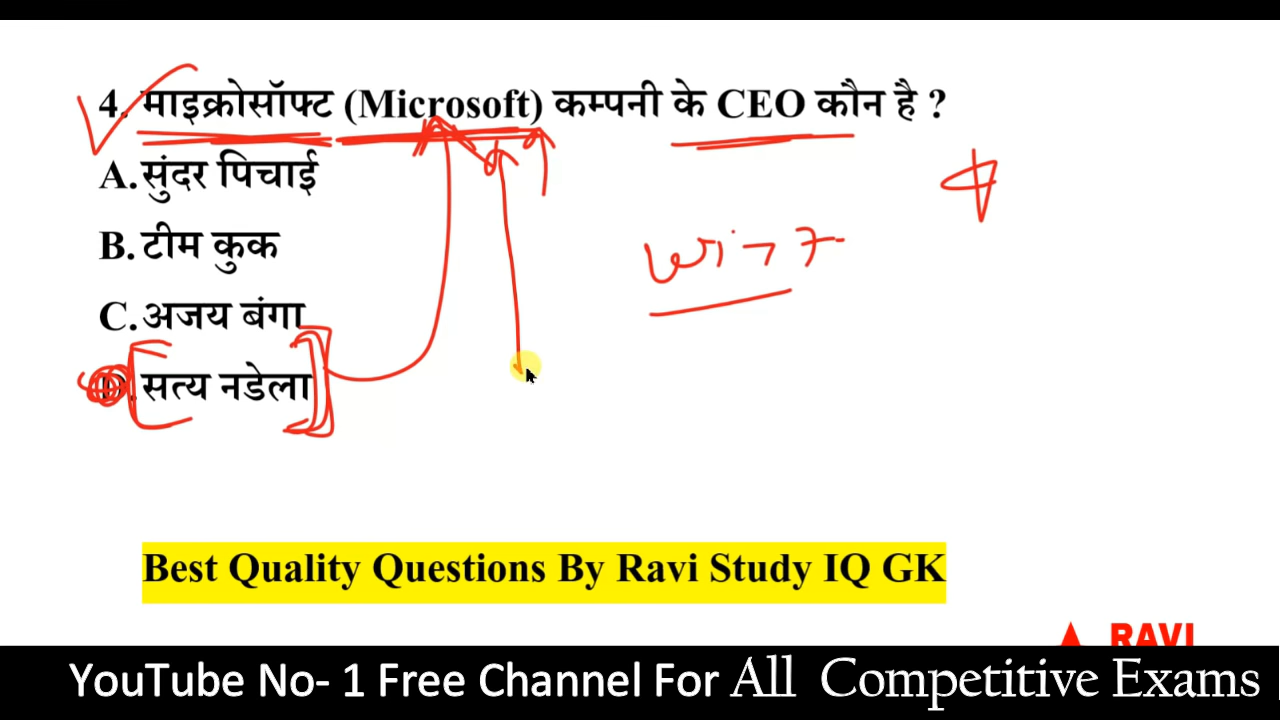 4. माइक्रोसॉफ्ट (Microsoft) कम्पनी के CEO कौन है ?
A. सुंदर पिचाई
B. टीम कुक
C. अजय बंगा
D. सत्य नडेला
Best Quality Questions By Ravi Study IQ GK
RAVI
YouTube No- 1 Free Channel For All Competitive Exams